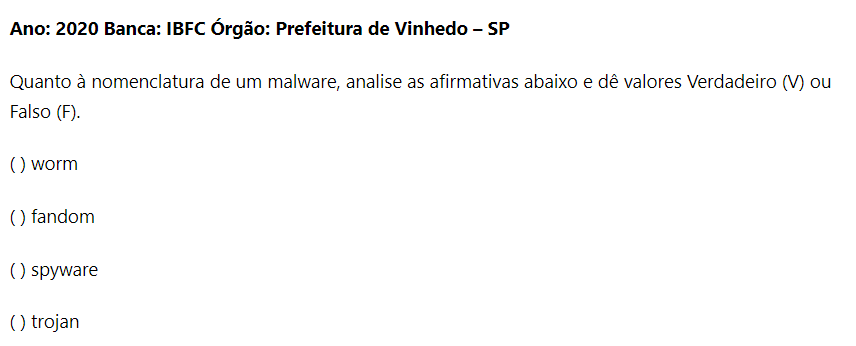 Ano: 2020 Banca: IBFC Órgão: Prefeitura de Vinhedo – SP
Quanto à nomenclatura de um malware, analise as afirmativas abaixo e dê valores Verdadeiro (V) ou
Falso (F).
( ) worm
( ) fandom
( ) spyware
( ) trojan